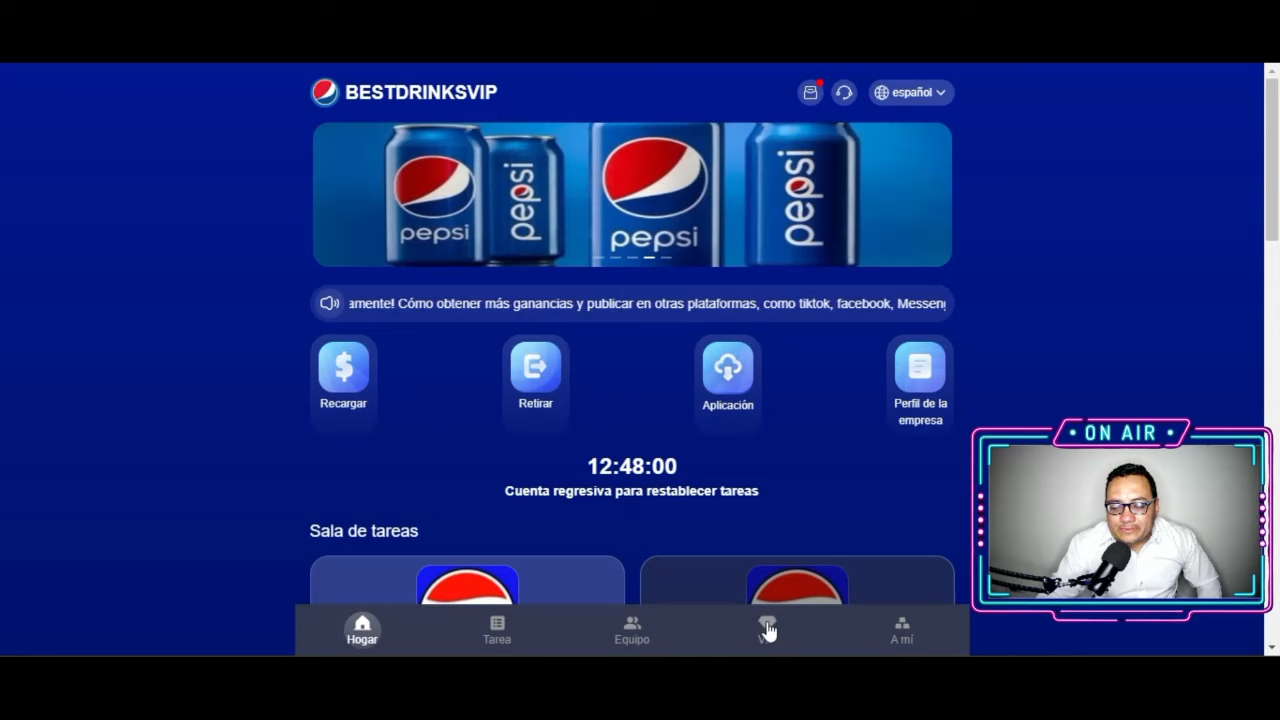 BESTDRINKSVIP
español
pepsi
pepsi
pepsi
pepsi
amente! Cómo obtener más ganancias y publicar en otras plataformas, como tiktok, facebook, Messen
Recargar
Retirar
Aplicación
Perfil de la
empresa
12:48:00
Cuenta regresiva para restablecer tareas
• ON AIR •
Sala de tareas
Hogar
Tarea
Equipo
A mí